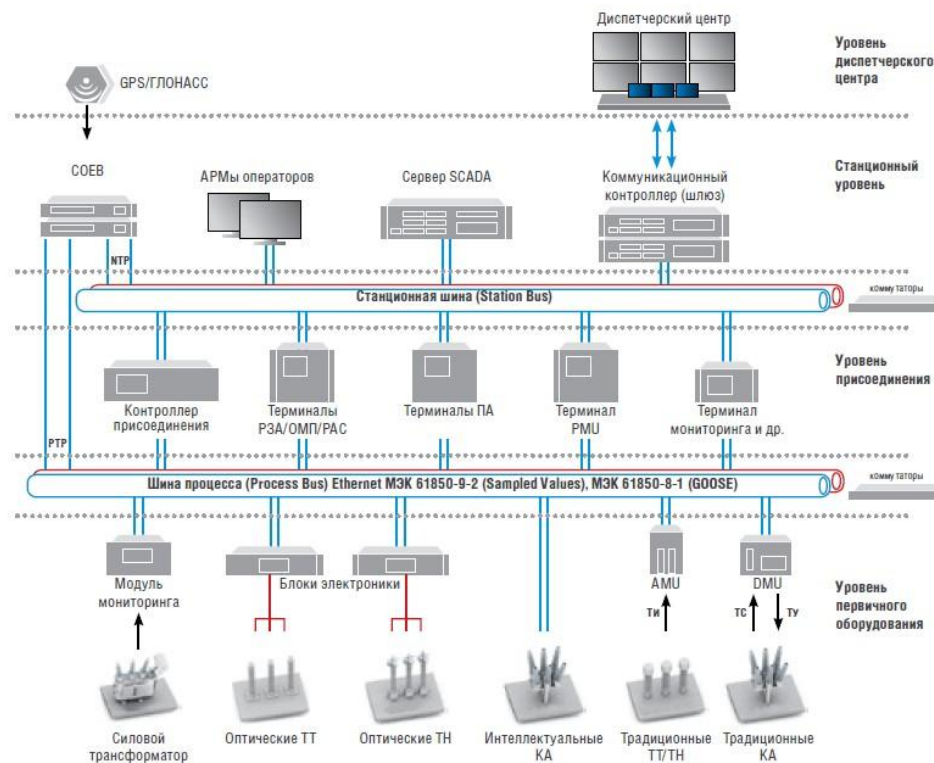 Диспетчерский центр
Уровень
диспетчерского
центра
GPS/ГЛОНАСС
СОЕВ
АРМы операторов
Сервер SCADA
Коммуникационный
контроллер (шлюз)
Станционный
уровень
NTP
Станционная шина (Station Bus)
коммутаторы
Контроллер
присоединения
Терминалы
РЗА/ОМП/РАС
Терминалы ПА
Терминал
PMU
Терминал
мониторинга и др.
Уровень
присоединения
PTP
Шина процесса (Process Bus) Ethernet МЭК 61850-9-2 (Sampled Values), МЭК 61850-8-1 (GOOSE)
коммутаторы
Модуль
мониторинга
Блоки электроники
AMU
DMU
ТИ
ТС
ТУ
Уровень
первичного
оборудования
Силовой
трансформатор
Оптические ТТ
Оптические ТН
Интеллектуальные
КА
Традиционные
ТТ/ТН
Традиционные
КА